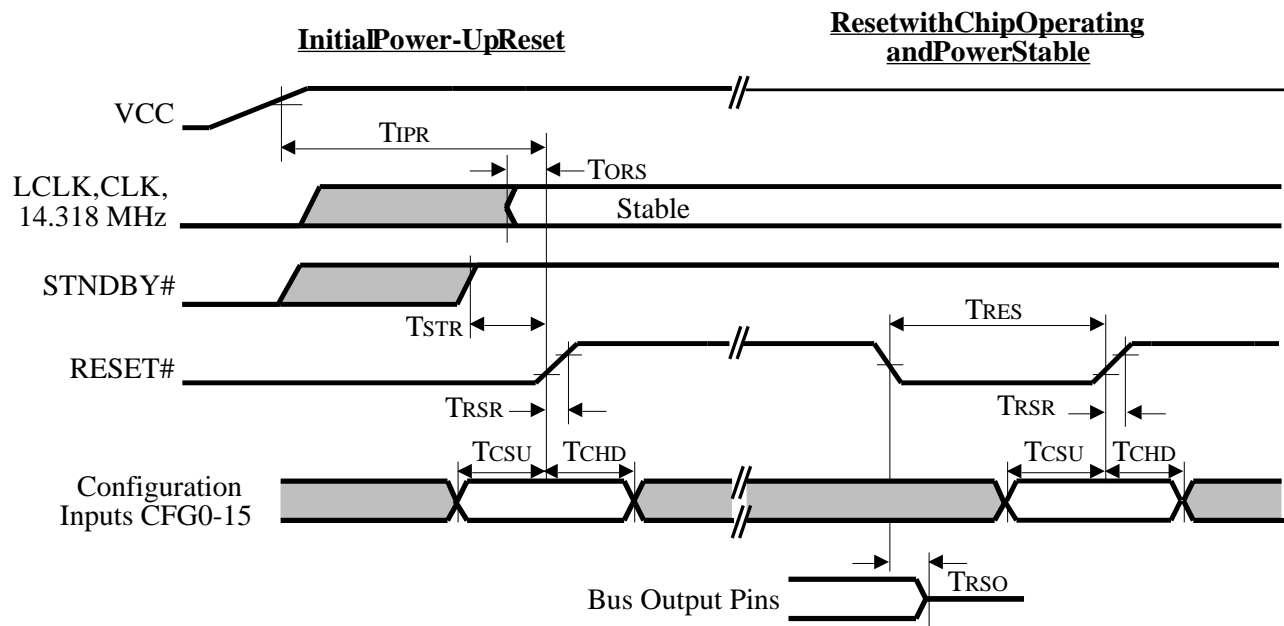 InitialPower-UpReset
ResetwithChipOperating
andPowerStable
VCC
TIPR
TORS
LCLK,CLK,
14.318 MHz
Stable
STNDBY#
TSTR
TRES
RESET#
TRSR
TRSR
TCSU
TCHD
TCSU
TCHD
Configuration
Inputs CFG0-15
TRSO
Bus Output Pins